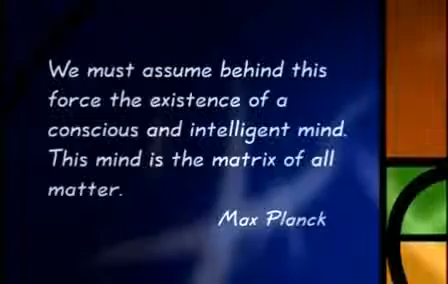 We must assume behind this
force the existence of a
conscious and intelligent mind.
This mind is the matrix of all
matter.
Max Planck